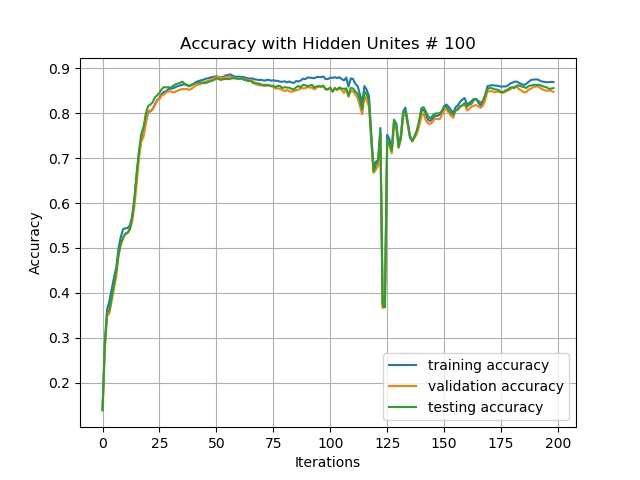 Accuracy with Hidden Unites # 100
0.9
0.8
0.7
0.6
0.5
0.4
0.3
0.2
Accuracy
training accuracy
validation accuracy
testing accuracy
0 25 50 75 100 125 150 175 200
Iterations